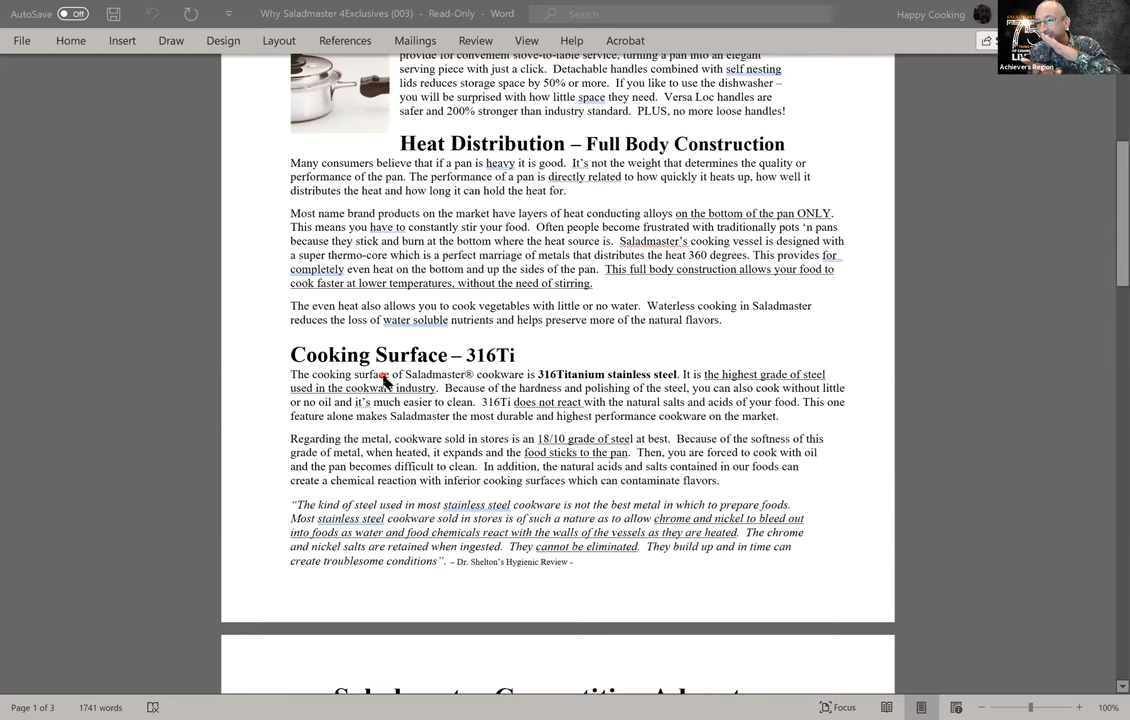 AutoSave Off Why Saladmaster 4Exclusives (003) - Read-Only - Word Search Happy Cooking
File Home Insert Draw Design Layout References Mailings Review View Help Acrobat
Achievers Region
provide for convenient stove-to-table service, turning a pan into an elegant
serving piece with just a click. Detachable handles combined with self nesting
lids reduces storage space by 50% or more. If you like to use the dishwasher –
you will be surprised with how little space they need. Versa Loc handles are
safer and 200% stronger than industry standard. PLUS, no more loose handles!
Heat Distribution – Full Body Construction
Many consumers believe that if a pan is heavy it is good. It's not the weight that determines the quality or
performance of the pan. The performance of a pan is directly related to how quickly it heats up, how well it
distributes the heat and how long it can hold the heat for.
Most name brand products on the market have layers of heat conducting alloys on the bottom of the pan ONLY.
This means you have to constantly stir your food. Often people become frustrated with traditionally pots ‘n pans
because they stick and burn at the bottom where the heat source is. Saladmaster's cooking vessel is designed with
a super thermo-core which is a perfect marriage of metals that distributes the heat 360 degrees. This provides for
completely even heat on the bottom and up the sides of the pan. This full body construction allows your food to
cook faster at lower temperatures, without the need of stirring.
The even heat also allows you to cook vegetables with little or no water. Waterless cooking in Saladmaster
reduces the loss of water soluble nutrients and helps preserve more of the natural flavors.
Cooking Surface – 316Ti
The cooking surface of Saladmaster® cookware is 316Titanium stainless steel. It is the highest grade of steel
used in the cookware industry. Because of the hardness and polishing of the steel, you can also cook without little
or no oil and it's much easier to clean. 316Ti does not react with the natural salts and acids of your food. This one
feature alone makes Saladmaster the most durable and highest performance cookware on the market.
Regarding the metal, cookware sold in stores is an 18/10 grade of steel at best. Because of the softness of this
grade of metal, when heated, it expands and the food sticks to the pan. Then, you are forced to cook with oil
and the pan becomes difficult to clean. In addition, the natural acids and salts contained in our foods can
create a chemical reaction with inferior cooking surfaces which can contaminate flavors.
“The kind of steel used in most stainless steel cookware is not the best metal in which to prepare foods.
Most stainless steel cookware sold in stores is of such a nature as to allow chrome and nickel to bleed out
into foods as water and food chemicals react with the walls of the vessels as they are heated. The chrome
and nickel salts are retained when ingested. They cannot be eliminated. They build up and in time can
create troublesome conditions”. – Dr. Shelton's Hygienic Review -
Page 1 of 3 1741 words Focus 100%